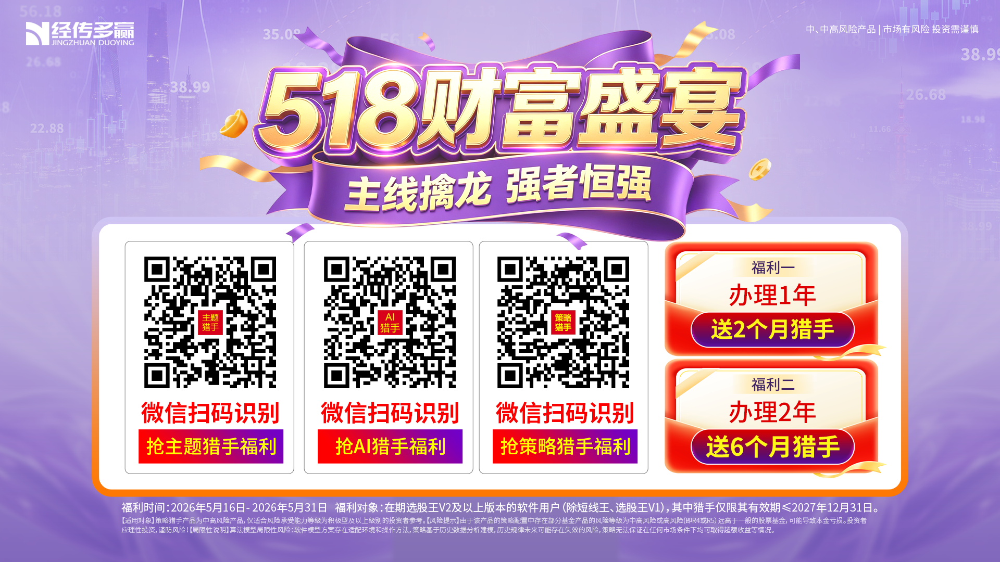 经传多赢
JINGZHUAN DUOYING
中、中高风险产品 | 市场有风险 投资需谨慎
56.18
35.08
38.99
26.68
38.99
26.68
22.88
18.98
11.66
38.99
518财富盛宴
主线擒龙 强者恒强
主题
猎手
微信扫码识别
抢主题猎手福利
AI
猎手
微信扫码识别
抢AI猎手福利
策略
猎手
微信扫码识别
抢策略猎手福利
福利一
办理1年
送2个月猎手
福利二
办理2年
送6个月猎手
福利时间：2026年5月16日- 2026年5月31日 福利对象：在期选股王V2及以上版本的软件用户（除短线王、选股王V1），其中猎手仅限其有效期≤2027年12月31日。
【适用对象】策略猎手产品为中高风险产品，仅适合风险承受能力等级为积极型及以上级别的投资者参考。【风险提示】由于该产品的策略配置中存在部分基金产品的风险等级为中高风险或高风险（即R4或R5）远高于一般的股票基金，可能导致本金亏损。投资者
应理性投资，谨防风险！【局限性说明】算法模型局限性风险：软件模型方案存在适配环境和操作方法，策略基于历史数据分析建模，历史规律未来可能存在失效的风险，策略无法保证在任何市场条件下均可取得超额收益等情况。